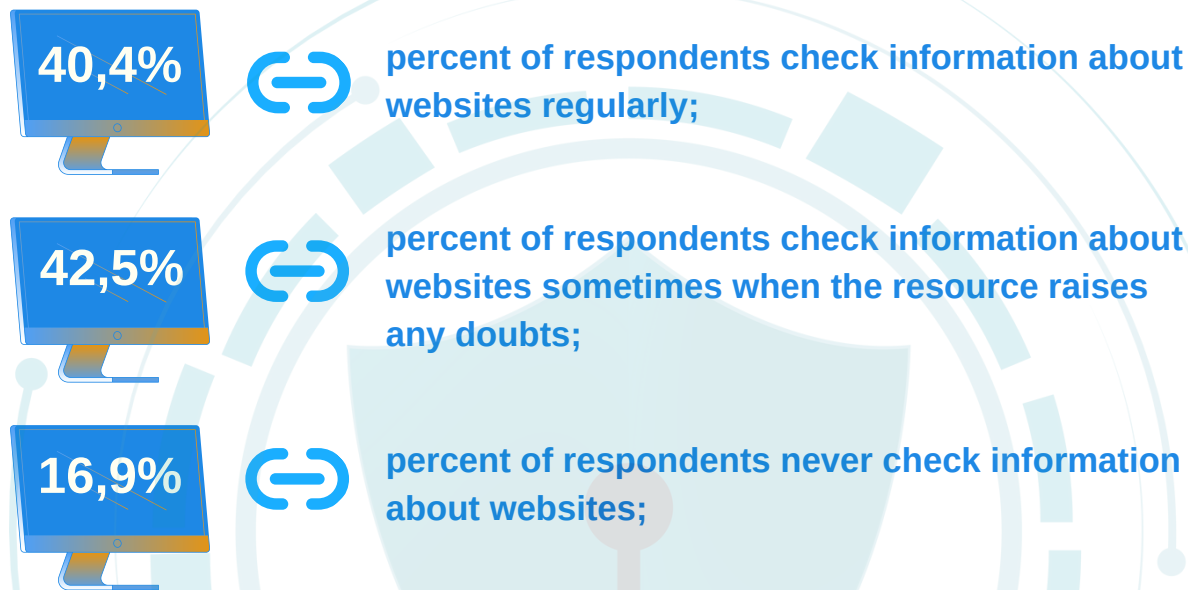 40,4%
percent of respondents check information about
websites regularly;
42,5%
percent of respondents check information about
websites sometimes when the resource raises
any doubts;
16,9%
percent of respondents never check information
about websites;